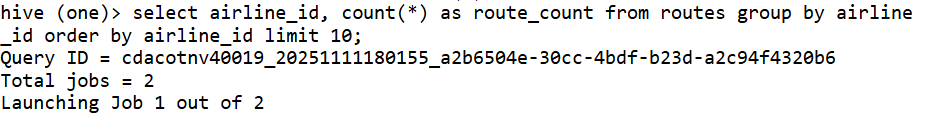 hive (one)> select airline_id, count(*) as route_count from routes group by airline
_id order by airline_id limit 10;
Query ID = cdacotnv40019_20251111180155_a2b6504e-30cc-4bdf-b23d-a2c94f4320b6
Total jobs = 2
Launching Job 1 out of 2